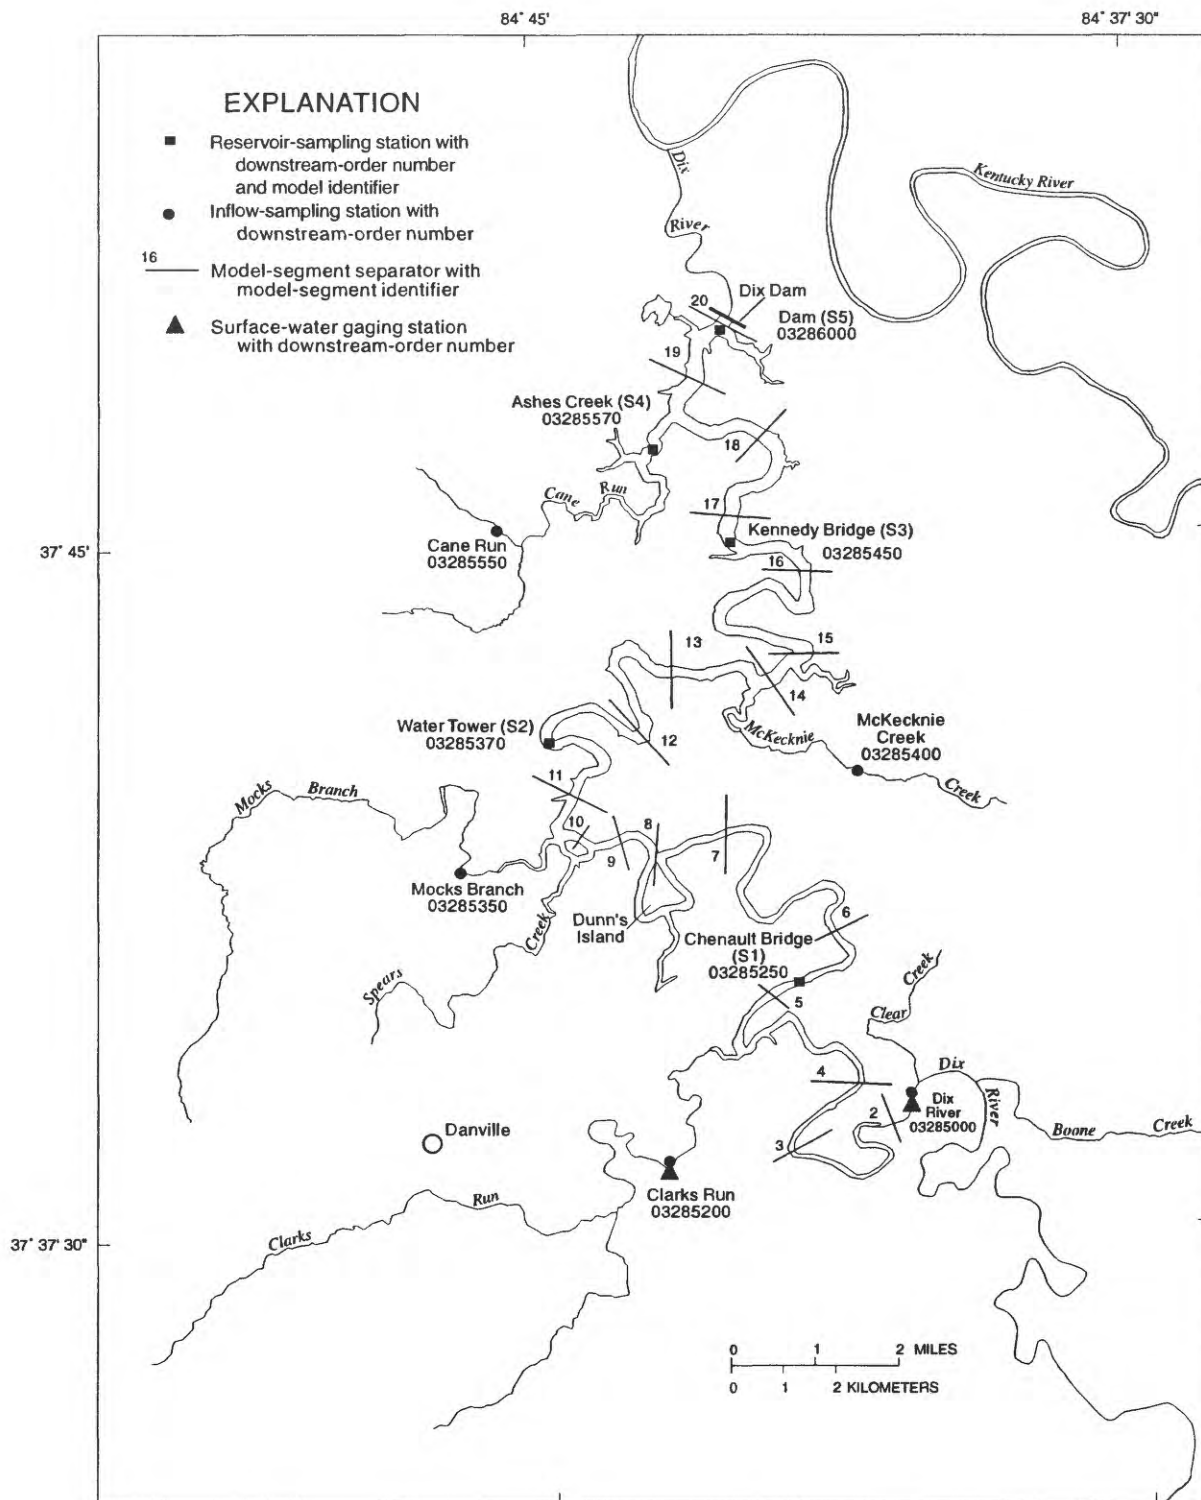 84° 45'
84° 37' 30"
EXPLANATION
Reservoir-sampling station with
downstream-order number
and model identifier
Inflow-sampling station with
downstream-order number
16
Model-segment separator with
model-segment identifier
Surface-water gaging station
with downstream-order number
Dix
River
Kentucky River
20
Dix Dam
Dam (S5)
03286000
19
Ashes Creek (S4)
03285570
18
Cane Run
17
Kennedy Bridge (S3)
03285450
37° 45'
Cane Run
03285550
16
15
13
14
Water Tower (S2)
03285370
12
McKecknie
Creek
McKecknie
Creek
03285400
Mocks Branch
11
10
9
8
7
Mocks Branch
03285350
Dunn's
Island
6
Chenault Bridge
(S1)
03285250
Spears
Creek
5
Clear
Creek
4
Dix
River
2
Dix
River
03285000
Boone Creek
3
Danville
Clarks Run
03285200
Clarks Run
37° 37' 30"
0 1 2 MILES
0 1 2 KILOMETERS